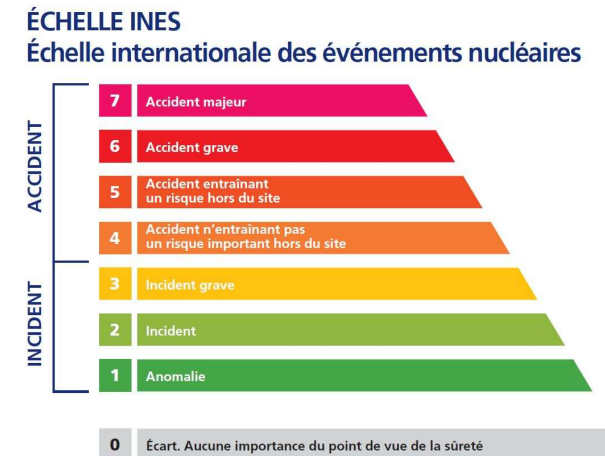 ÉCHELLE INES
Échelle internationale des événements nucléaires
ACCIDENT
7 Accident majeur
6 Accident grave
5 Accident entraînant
un risque hors du site
4 Accident n’entraînant pas
un risque important hors du site
INCIDENT
3 Incident grave
2 Incident
1 Anomalie
0 Écart. Aucune importance du point de vue de la sûreté